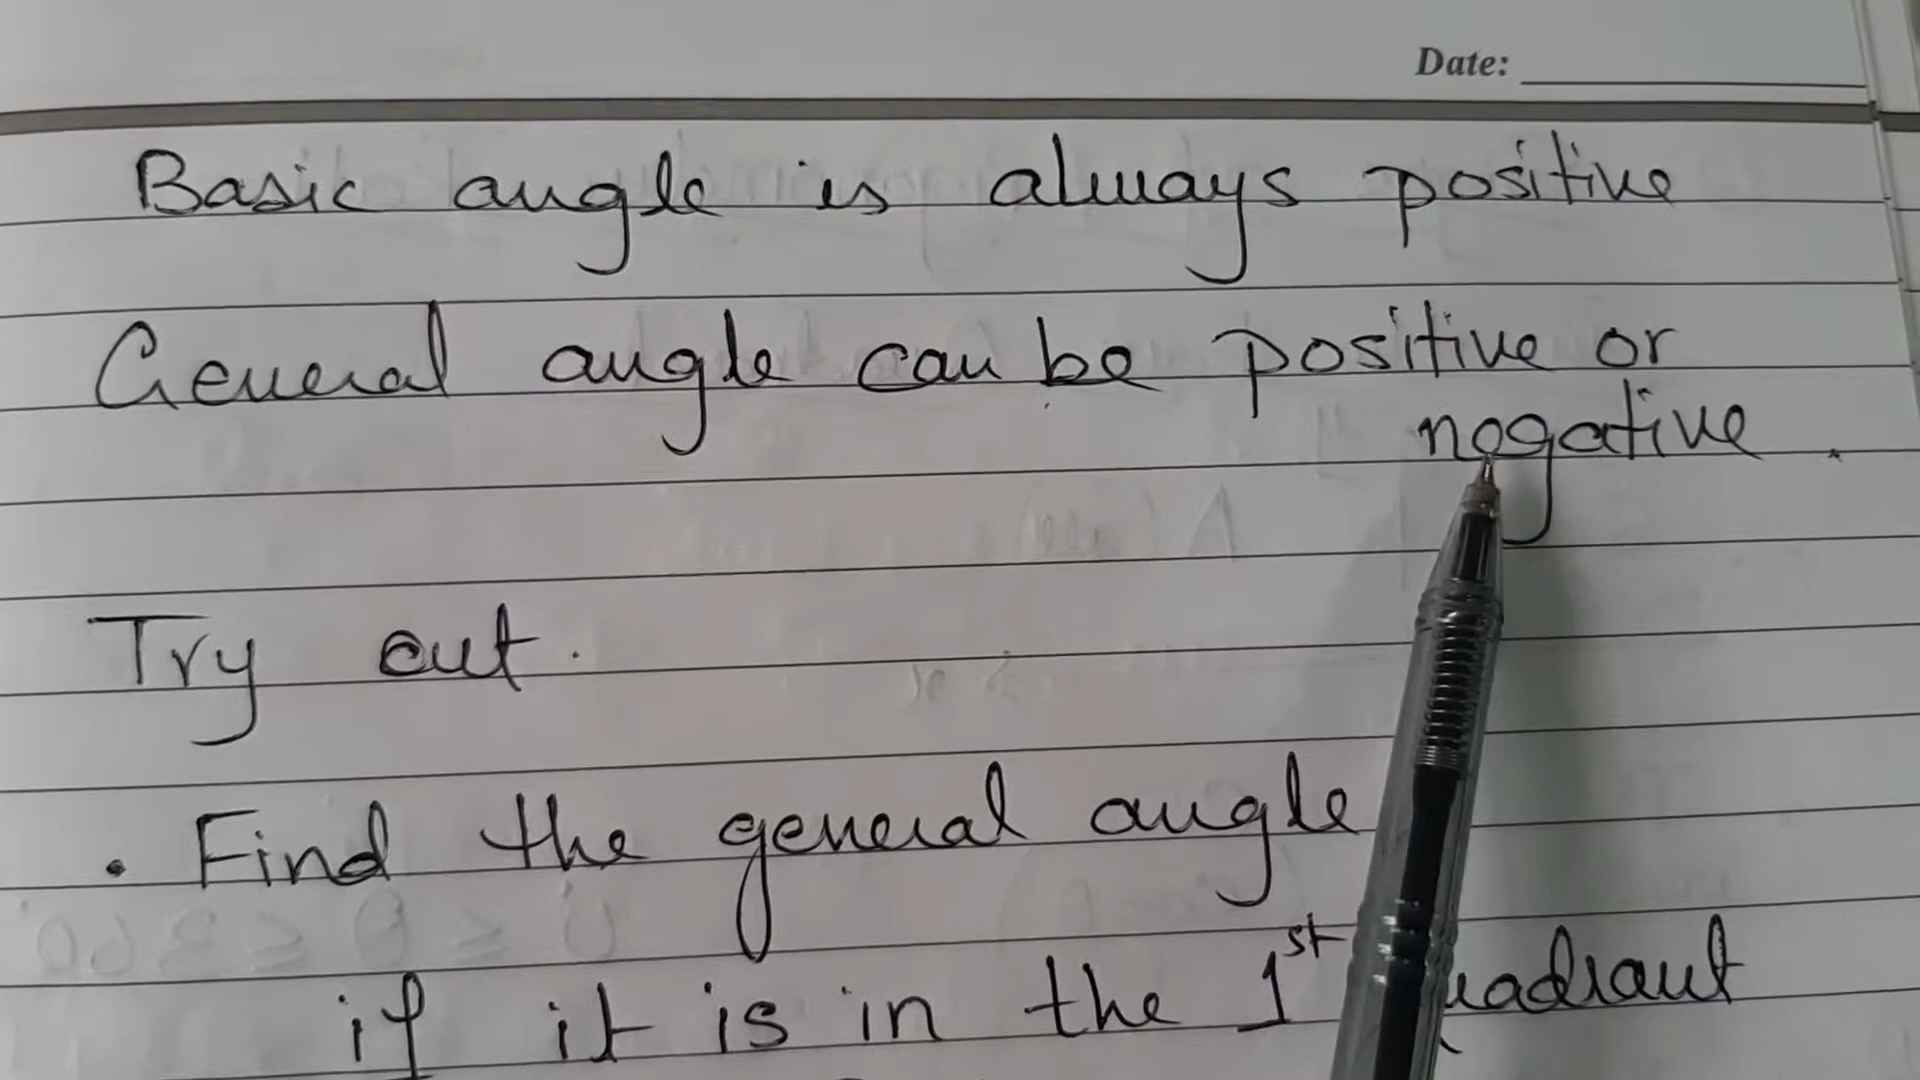 Date:
Basic angle is always positive
General angle can be positive or
negative.
Try out.
. Find the general angle
if it is in the 1st quadrant